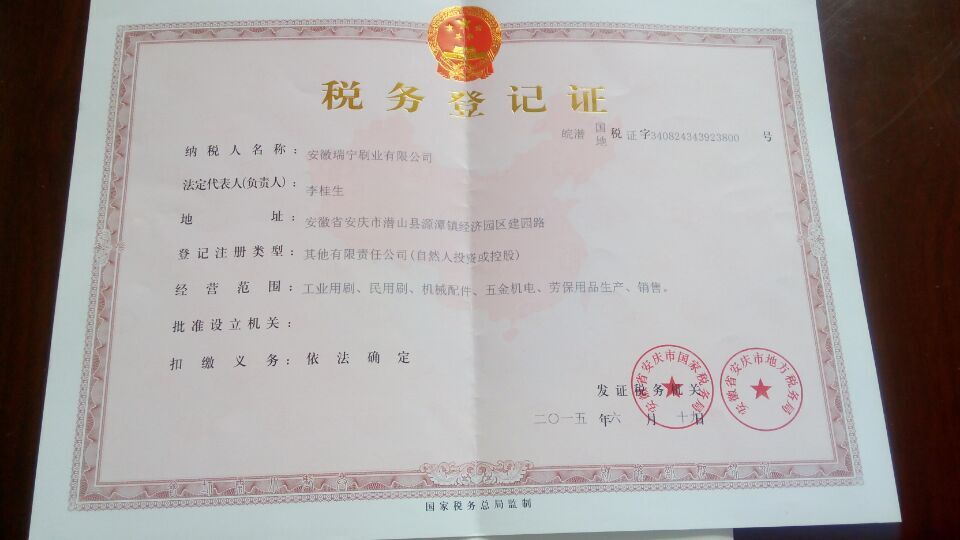 税务登记证
皖潜 国 地 税证字340824343923800 号
纳税人名称：安徽瑞宁刷业有限公司
法定代表人(负责人)：李桂生
地址：安徽省安庆市潜山县源潭镇经济园区建园路
登记注册类型：其他有限责任公司(自然人投资或控股)
经营范围：工业用刷、民用刷、机械配件、五金机电、劳保用品生产、销售。
批准设立机关：
扣缴义务：依法确定
安徽省安庆市国家税务局
安徽省安庆市地方税务局
发证税务机关
二〇一五 年六 月 十 日
国家税务总局监制